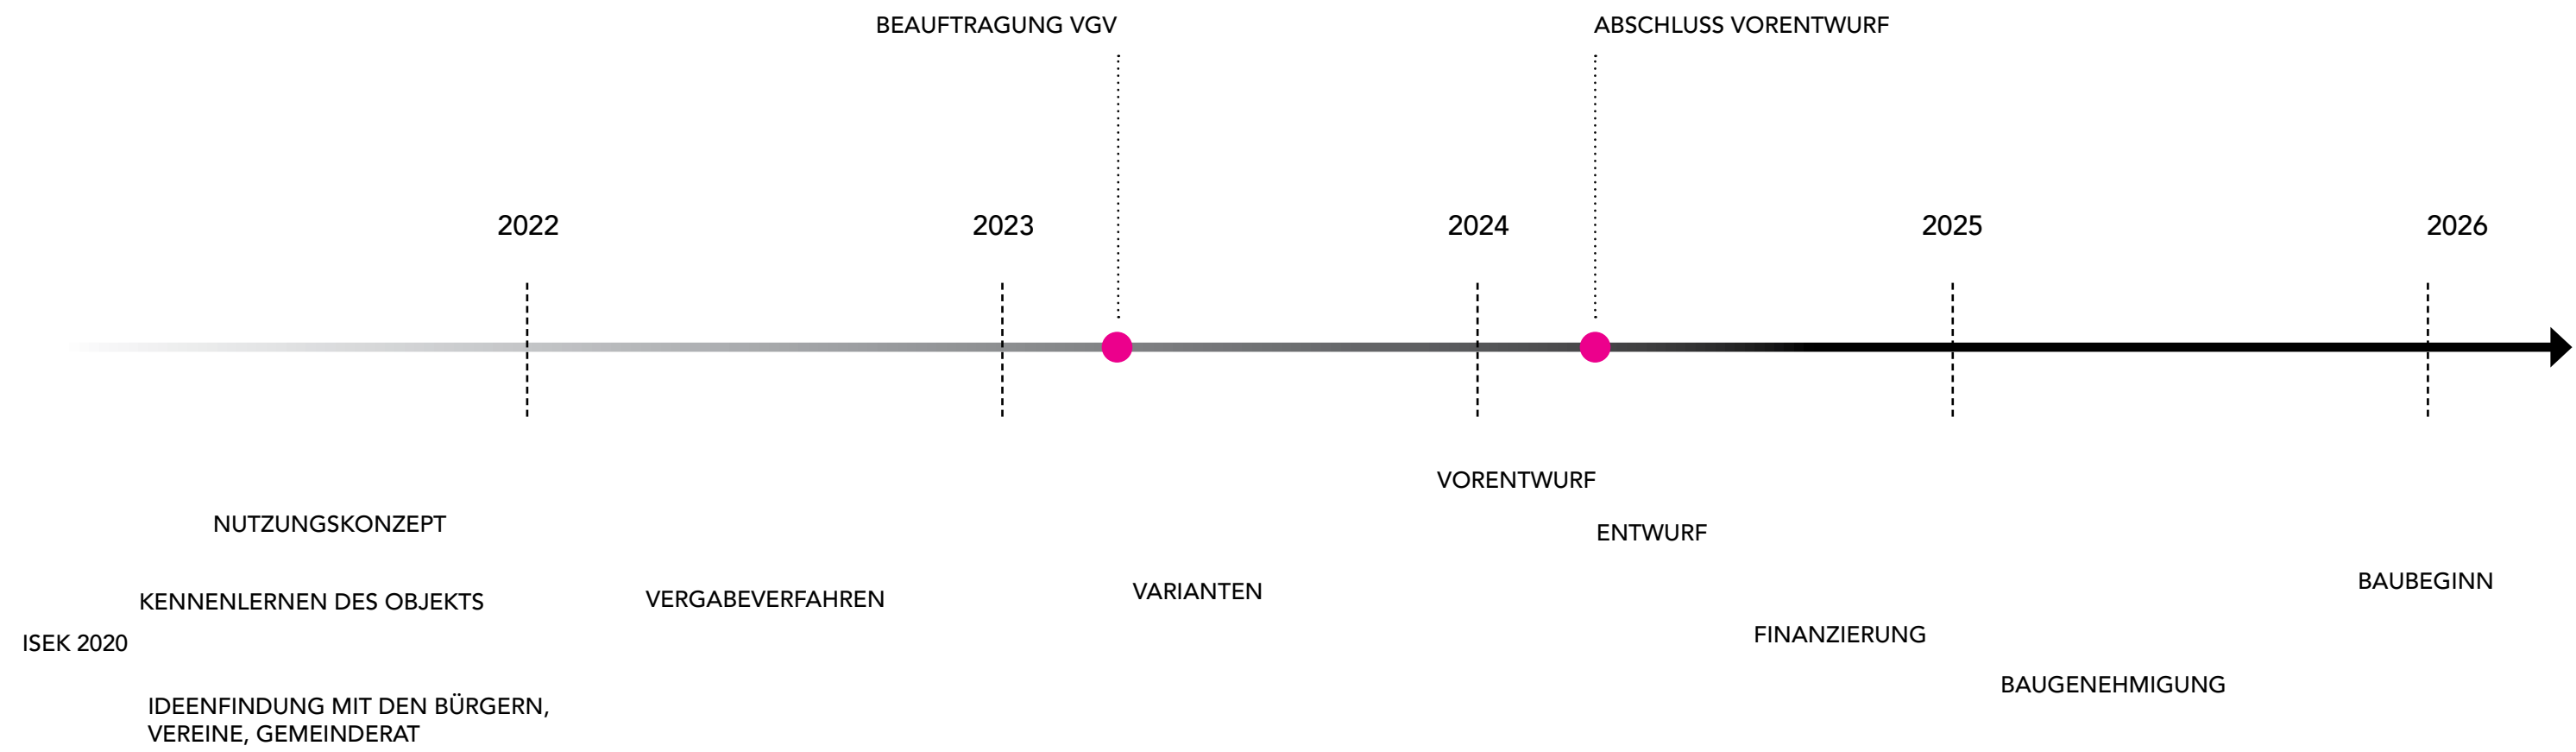 BEAUFTRAGUNG VGV
ABSCHLUSS VORENTWURF
2022
2023
2024
2025
2026
VORENTWURF
NUTZUNGSKONZEPT
ENTWURF
BAUBEGINN
KENNENLERNEN DES OBJEKTS
VERGABEVERFAHREN
VARIANTEN
ISEK 2020
FINANZIERUNG
BAUGENEHMIGUNG
IDEENFINDUNG MIT DEN BÜRGERN,
VEREINE, GEMEINDERAT